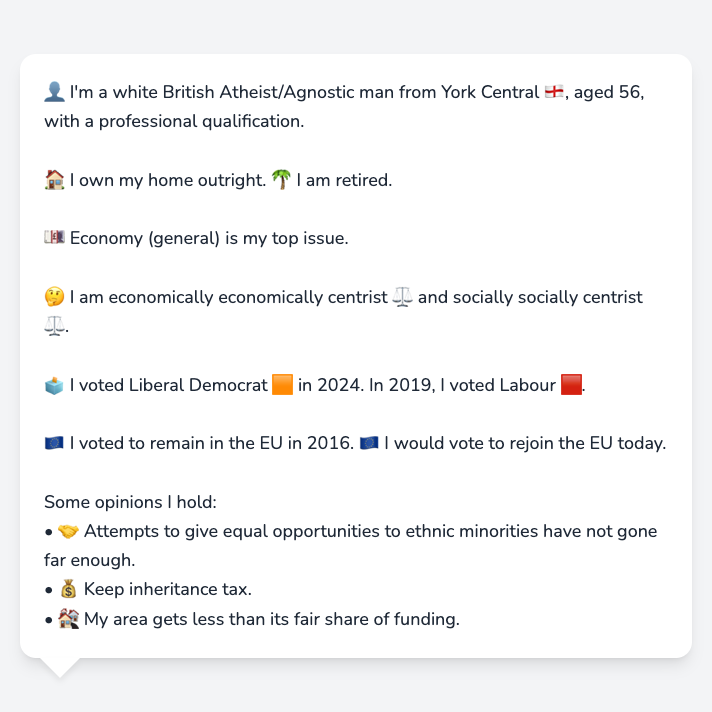 👤 I'm a white British Atheist/Agnostic man from York Central 🏴󠁧󠁢󠁥󠁮󠁧󠁿, aged 56,
with a professional qualification.
🏠 I own my home outright. 🌴 I am retired.
💷 Economy (general) is my top issue.
🤔 I am economically economically centrist ⚖️ and socially socially centrist
⚖️.
🗳️ I voted Liberal Democrat 🟧 in 2024. In 2019, I voted Labour 🟥.
🇪🇺 I voted to remain in the EU in 2016. 🇪🇺 I would vote to rejoin the EU today.
Some opinions I hold:
• 🤝 Attempts to give equal opportunities to ethnic minorities have not gone
far enough.
• 💰 Keep inheritance tax.
• 🏘️ My area gets less than its fair share of funding.